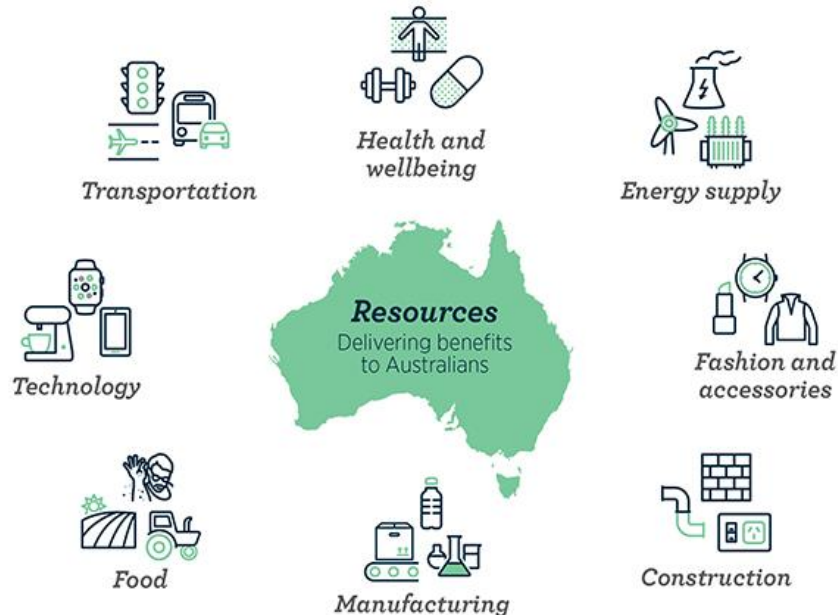 Health and
wellbeing
Transportation
Energy supply
Resources
Delivering benefits
to Australians
Technology
Fashion and
accessories
Food
Manufacturing
Construction